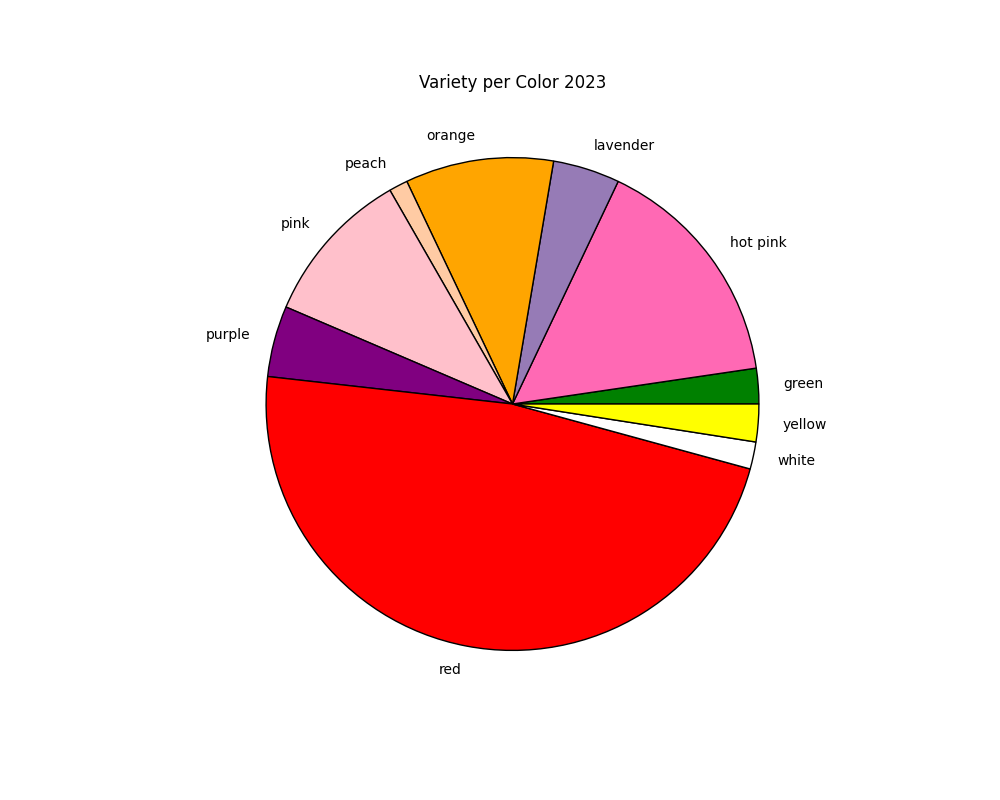 Variety per Color 2023
orange
lavender
peach
pink
hot pink
purple
green
yellow
white
red